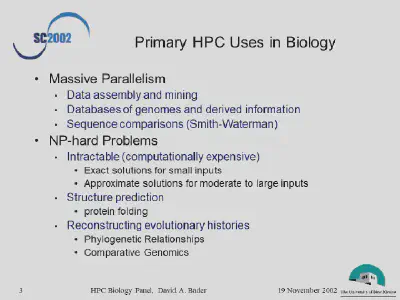 SC2002
Primary HPC Uses in Biology
• Massive Parallelism
• Data assembly and mining
• Databases of genomes and derived information
• Sequence comparisons (Smith-Waterman)
• NP-hard Problems
• Intractable (computationally expensive)
• Exact solutions for small inputs
• Approximate solutions for moderate to large inputs
• Structure prediction
• protein folding
• Reconstructing evolutionary histories
• Phylogenetic Relationships
• Comparative Genomics
3 HPC Biology Panel, David A. Bader 19 November 2002
The University of New Mexico